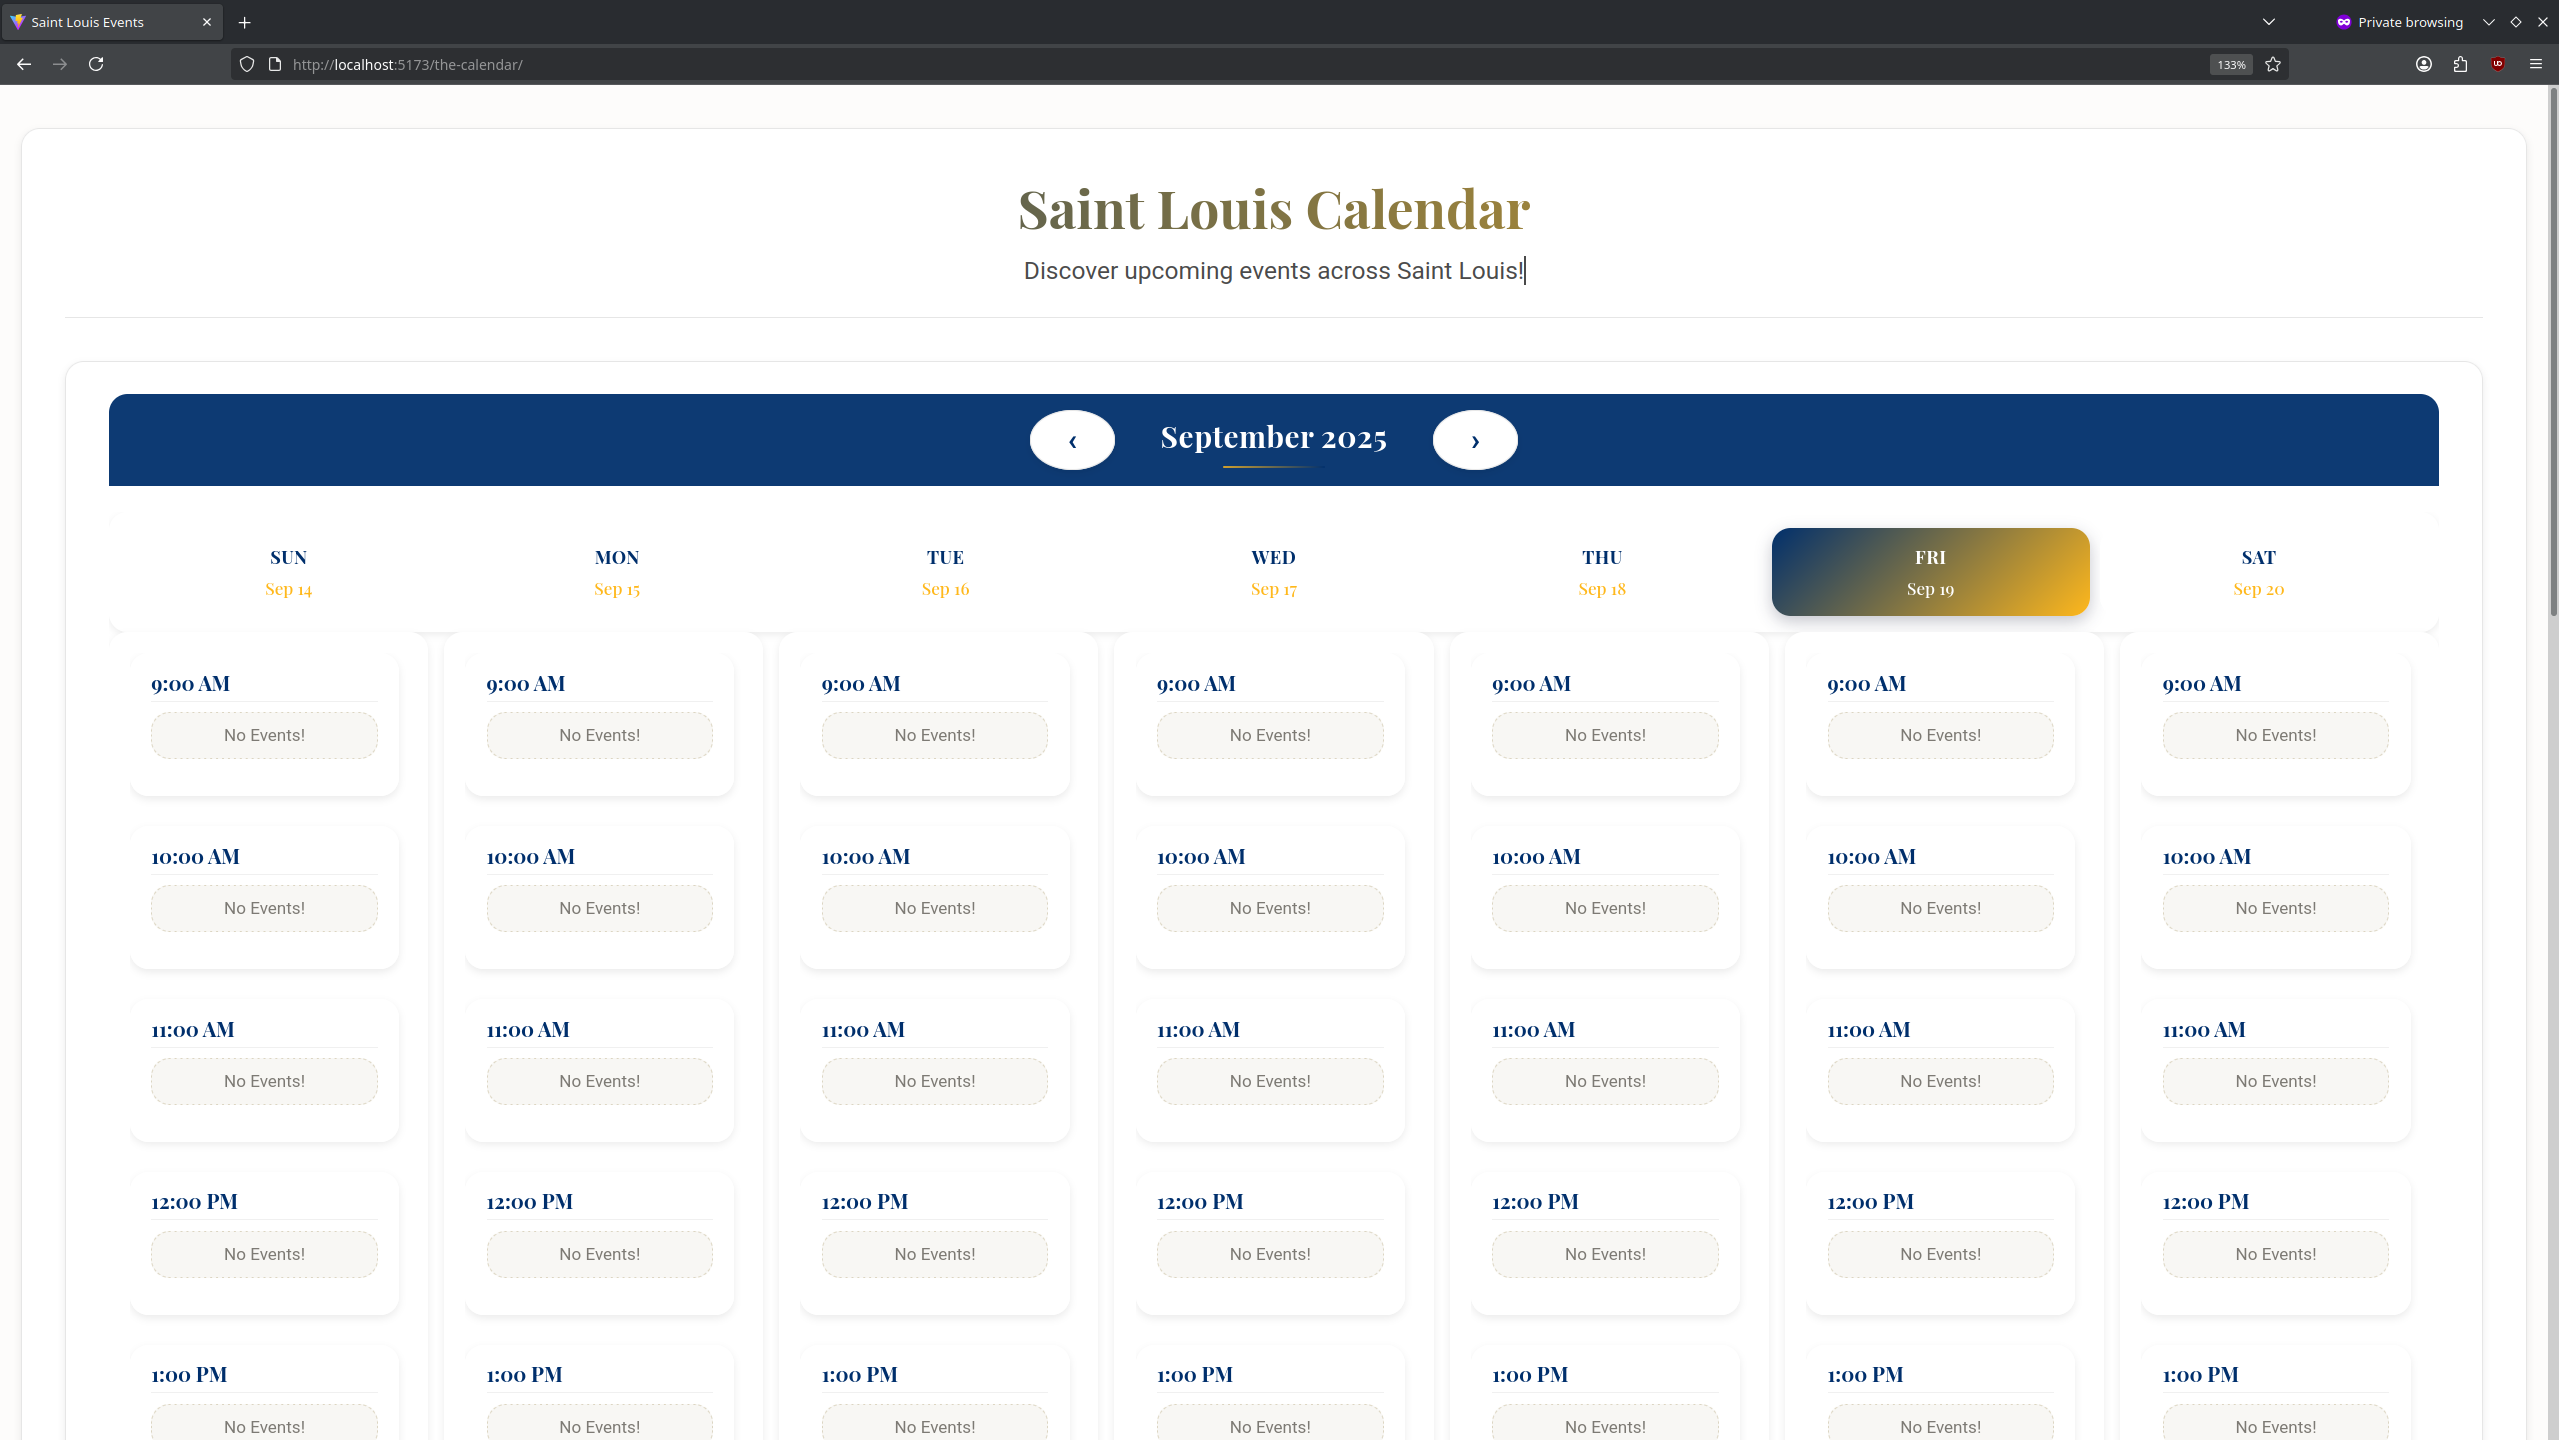 Saint Louis Events
Private browsing
http://localhost:5173/the-calendar/
133%
Saint Louis Calendar
Discover upcoming events across Saint Louis!
‹ September 2025 ›
SUN MON TUE WED THU FRI SAT
Sep 14 Sep 15 Sep 16 Sep 17 Sep 18 Sep 19 Sep 20
9:00 AM 9:00 AM 9:00 AM 9:00 AM 9:00 AM 9:00 AM 9:00 AM
No Events! No Events! No Events! No Events! No Events! No Events! No Events!
10:00 AM 10:00 AM 10:00 AM 10:00 AM 10:00 AM 10:00 AM 10:00 AM
No Events! No Events! No Events! No Events! No Events! No Events! No Events!
11:00 AM 11:00 AM 11:00 AM 11:00 AM 11:00 AM 11:00 AM 11:00 AM
No Events! No Events! No Events! No Events! No Events! No Events! No Events!
12:00 PM 12:00 PM 12:00 PM 12:00 PM 12:00 PM 12:00 PM 12:00 PM
No Events! No Events! No Events! No Events! No Events! No Events! No Events!
1:00 PM 1:00 PM 1:00 PM 1:00 PM 1:00 PM 1:00 PM 1:00 PM
No Events! No Events! No Events! No Events! No Events! No Events! No Events!